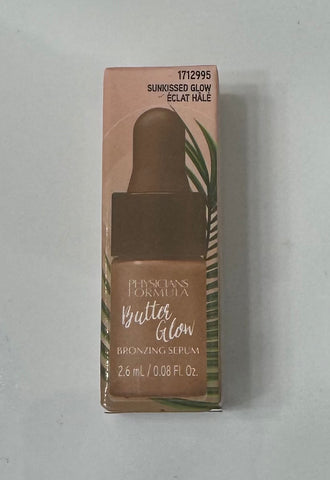 1712995
SUNKISSED GLOW
ÉCLAT HÂLÉ
PHYSICIANS
FORMULA
Butter
Glow
BRONZING SERUM
2.6 mL / 0.08 Fl. Oz.